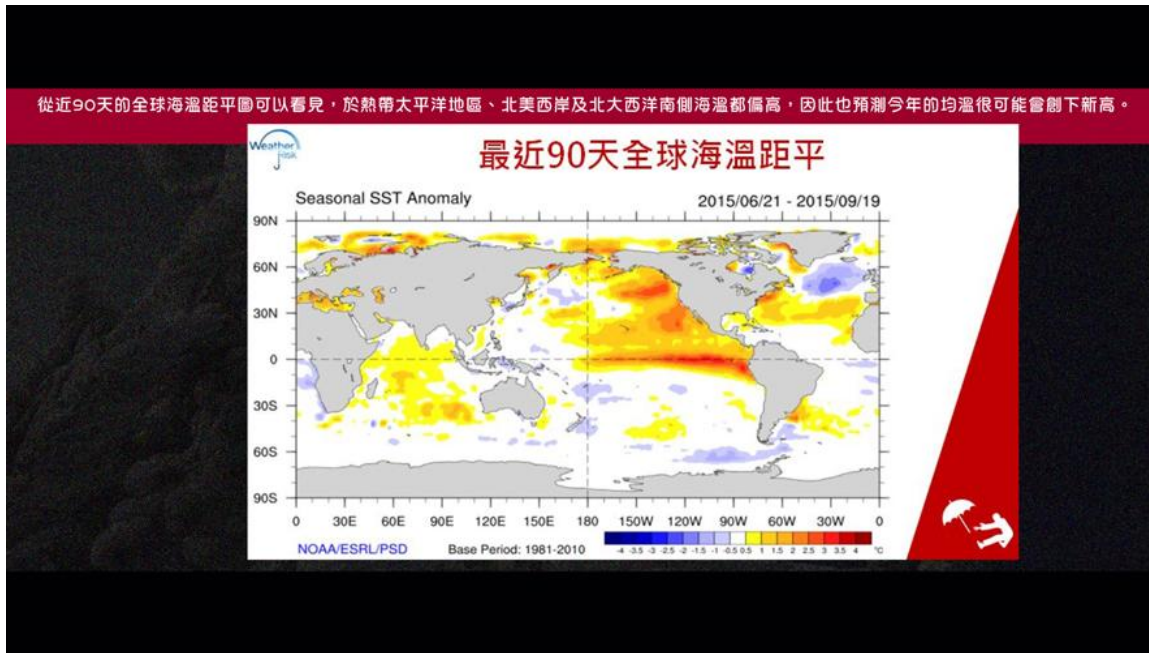 從近90天的全球海溫距平圖可以看見，於熱帶太平洋地區、北美西岸及北大西洋南側海溫都偏高，因此也預測今年的均溫很可能會創下新高。
Weather Risk
最近90天全球海溫距平
Seasonal SST Anomaly 2015/06/21 - 2015/09/19
90N
60N
30N
0
30S
60S
90S
0 30E 60E 90E 120E 150E 180 150W 120W 90W 60W 30W 0
NOAA/ESRL/PSD Base Period: 1981-2010
-4 -3.5 -3 -2.5 -2 -1.5 -1 -0.5 0.5 1 1.5 2 2.5 3 3.5 4 °C